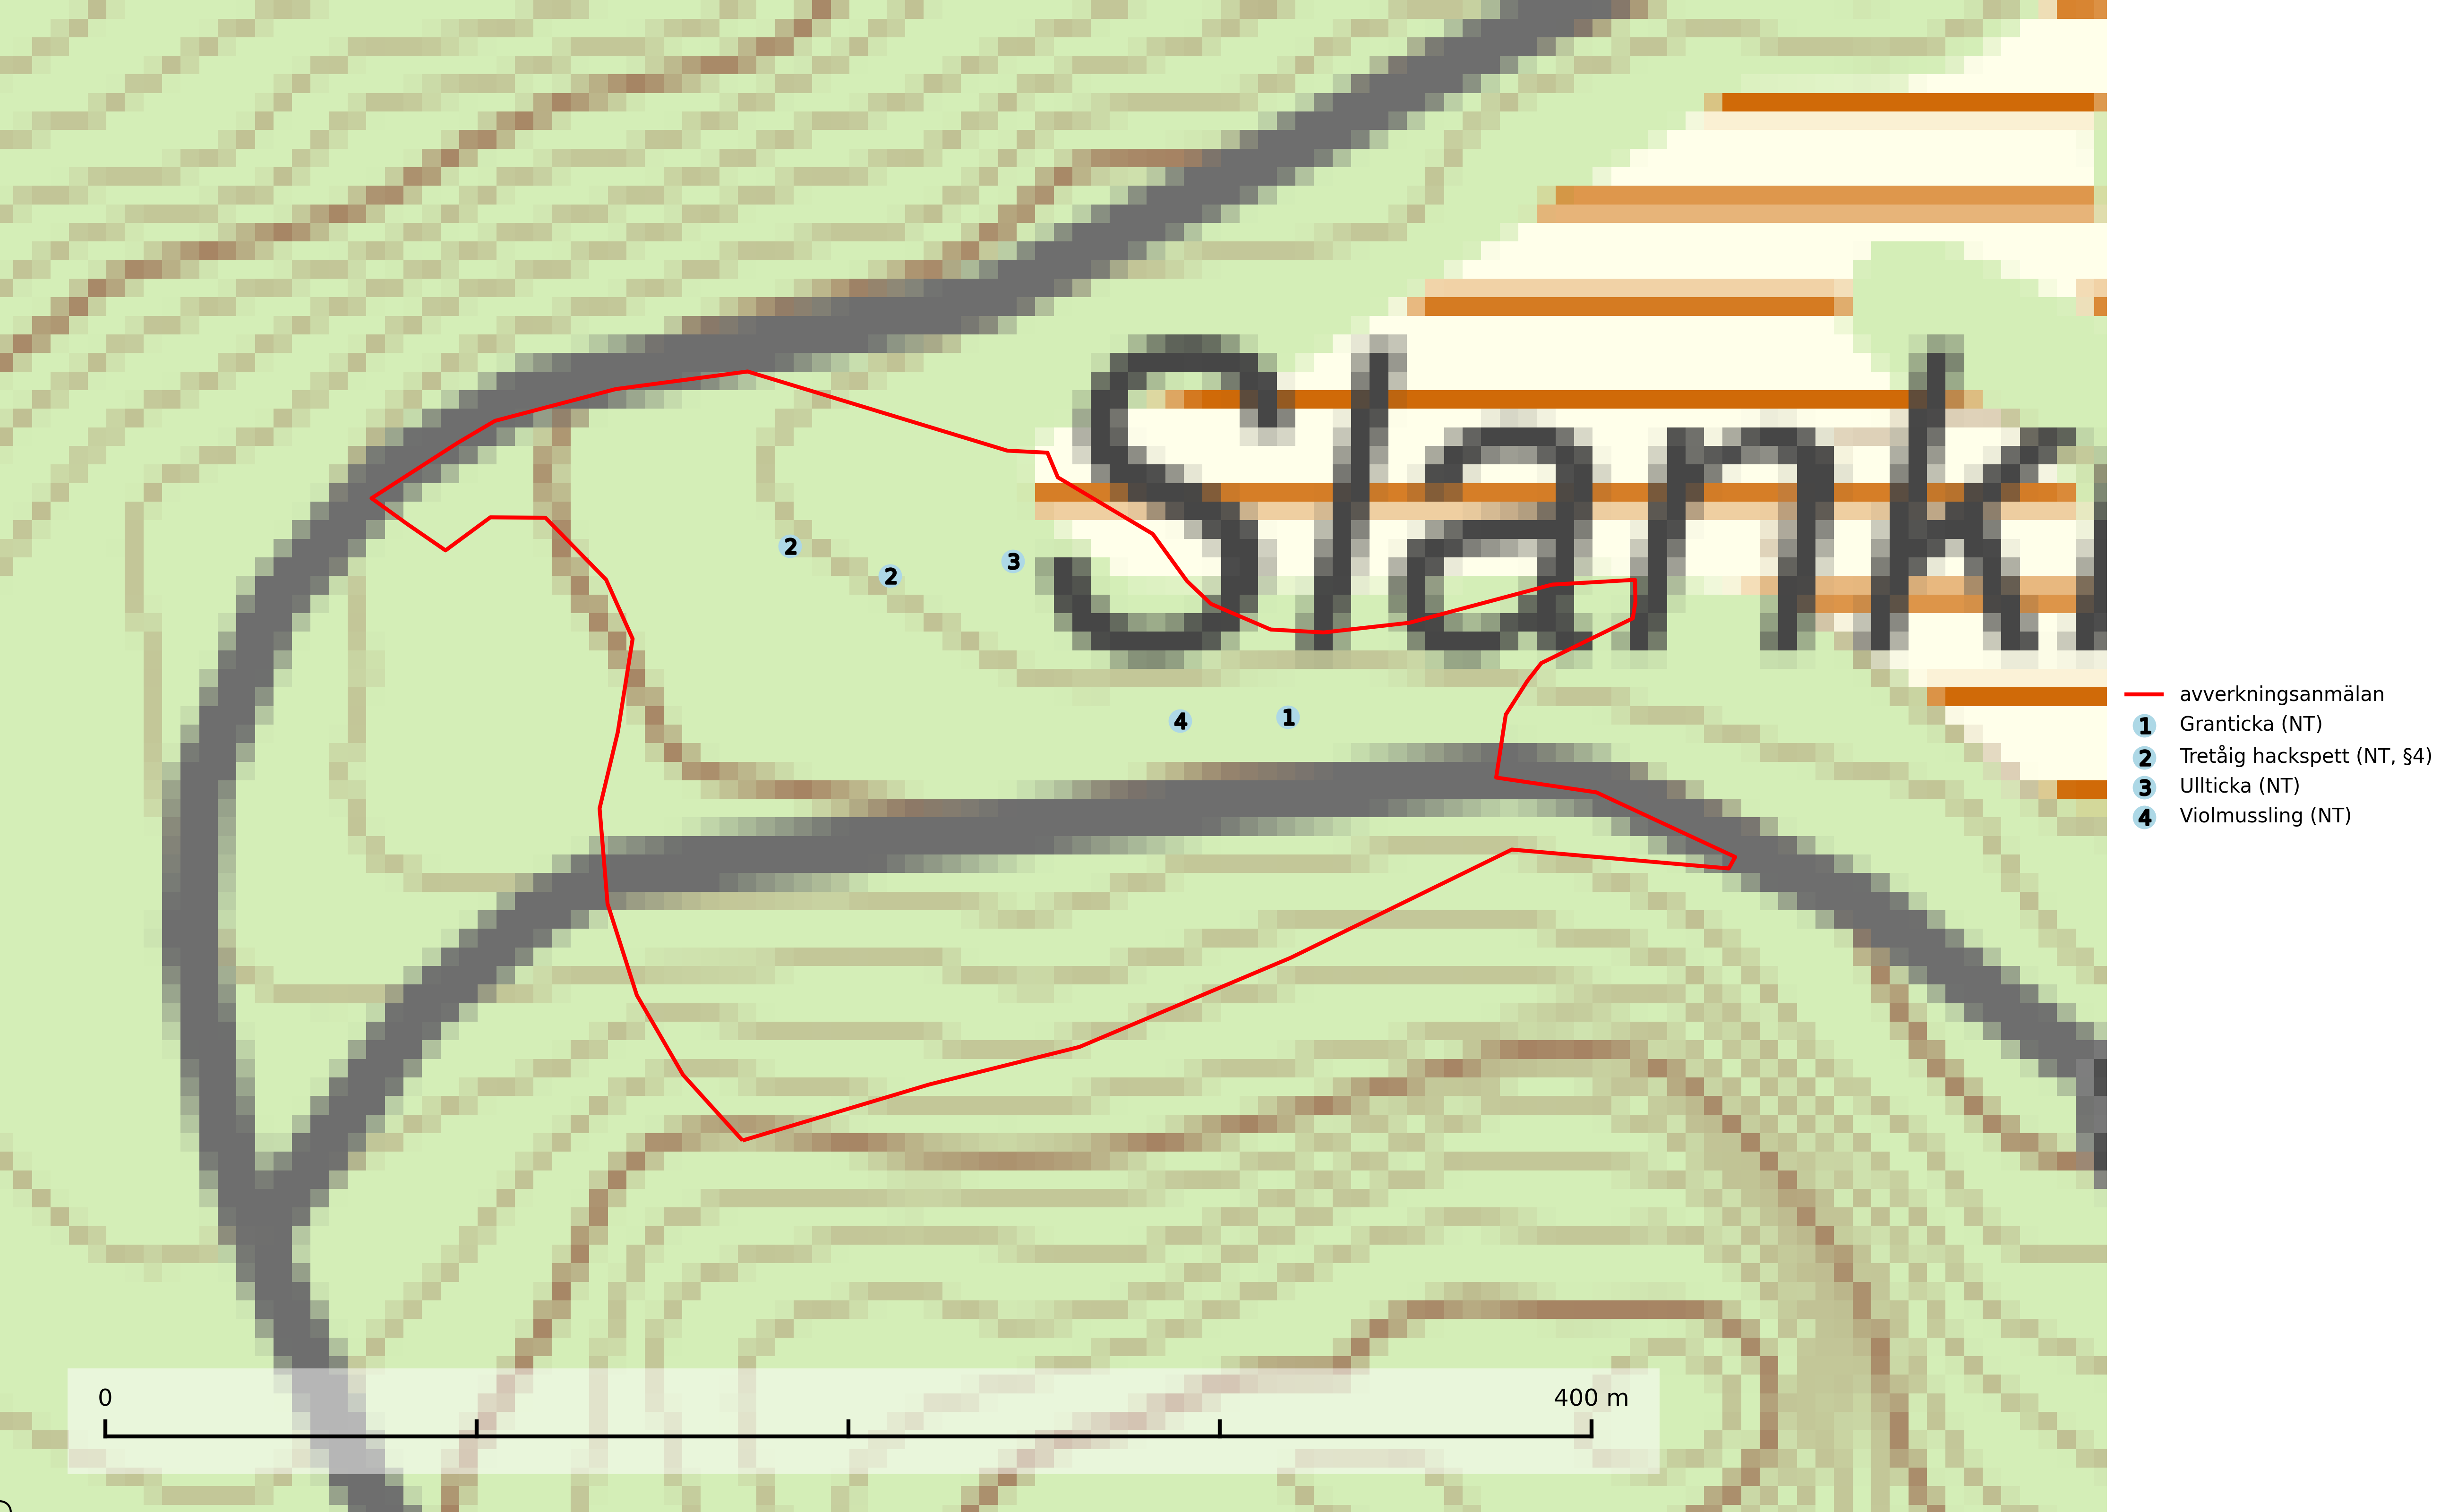 Slänk
2
2
3
4
1
avverkningsanmälan
1 Granticka (NT)
2 Tretåig hackspett (NT, §4)
3 Ullticka (NT)
4 Violmussling (NT)
0 400 m